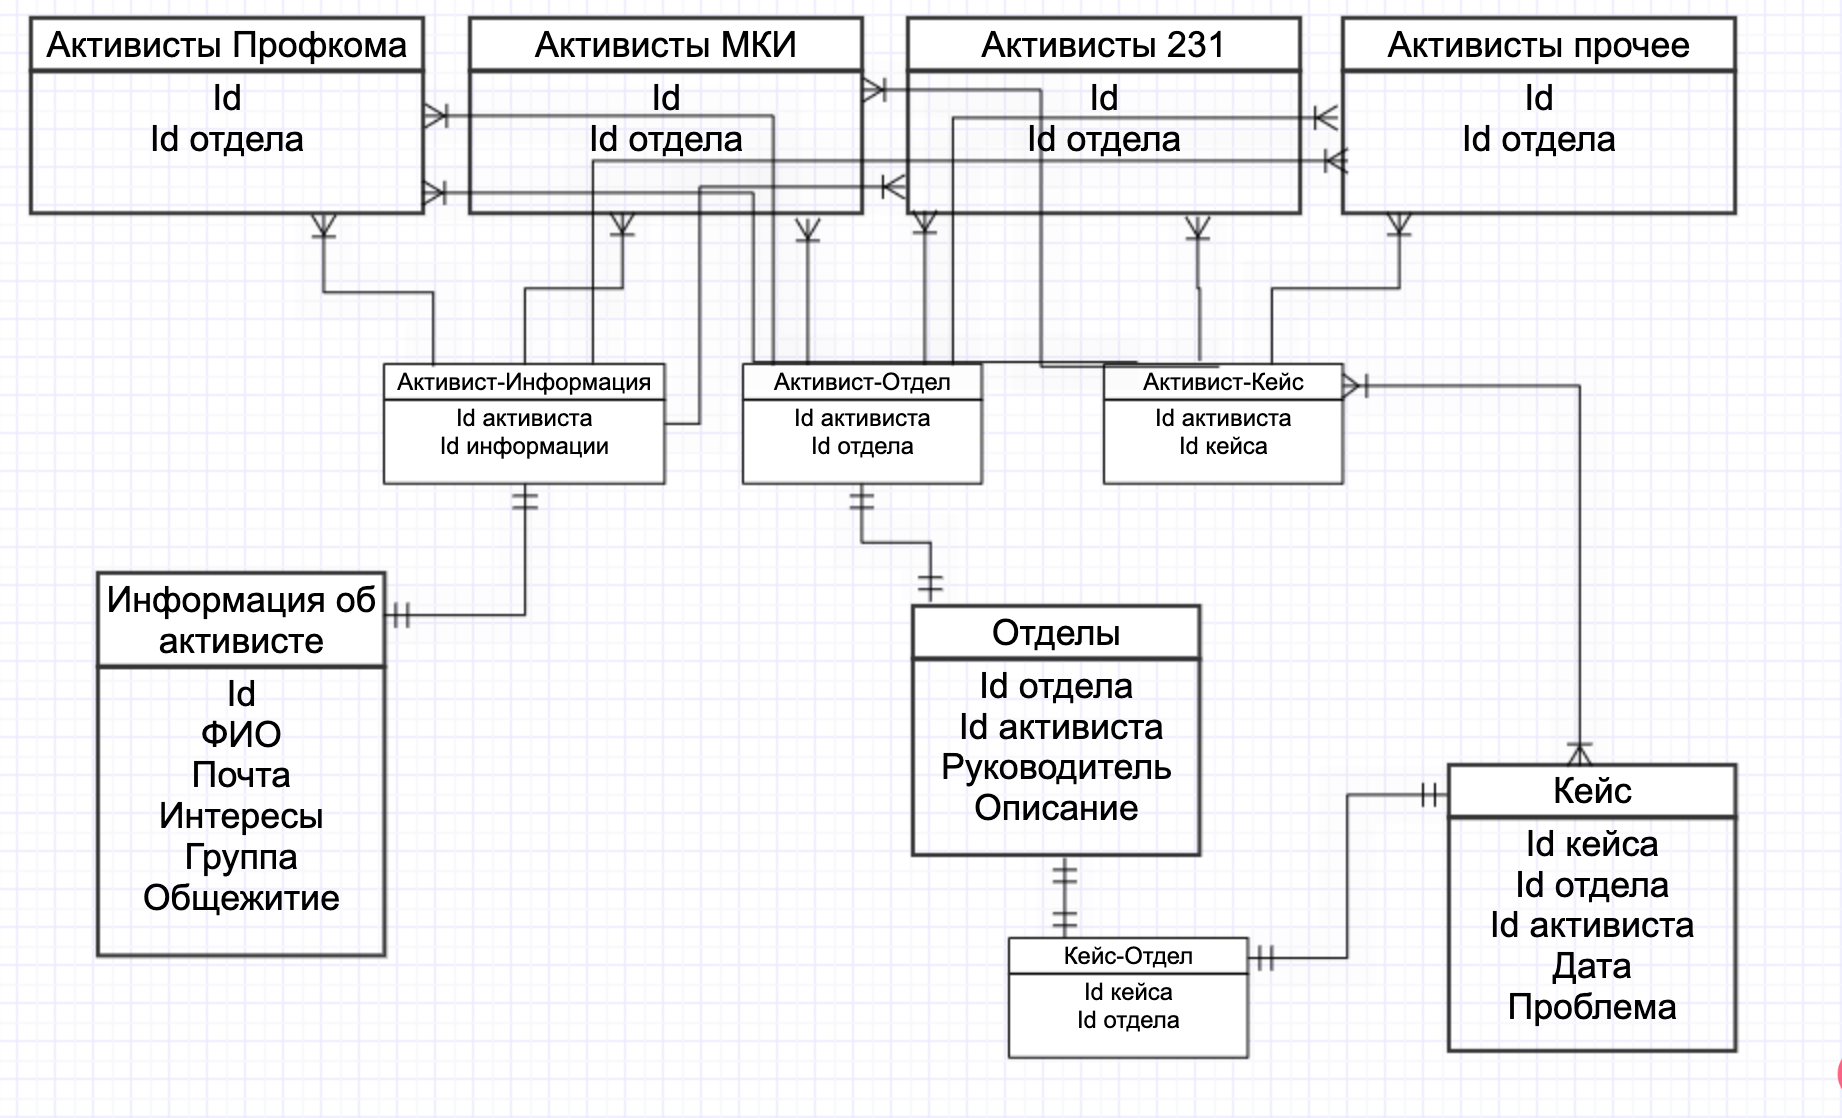 Активисты Профкома
Id
Id отдела
Активисты МКИ
Id
Id отдела
Активисты 231
Id
Id отдела
Активисты прочее
Id
Id отдела
Активист-Информация
Id активиста
Id информации
Активист-Отдел
Id активиста
Id отдела
Активист-Кейс
Id активиста
Id кейса
Информация об
активисте
Id
ФИО
Почта
Интересы
Группа
Общежитие
Отделы
Id отдела
Id активиста
Руководитель
Описание
Кейс
Id кейса
Id отдела
Id активиста
Дата
Проблема
Кейс-Отдел
Id кейса
Id отдела